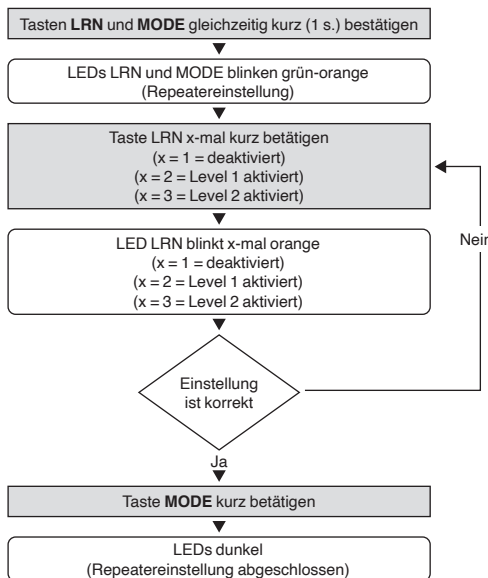 Tasten LRN und MODE gleichzeitig kurz (1 s.) bestätigen
LEDs LRN und MODE blinken grün-orange
(Repeatereinstellung)
Taste LRN x-mal kurz betätigen
(x = 1 = deaktiviert)
(x = 2 = Level 1 aktiviert)
(x = 3 = Level 2 aktiviert)
LED LRN blinkt x-mal orange
(x = 1 = deaktiviert)
(x = 2 = Level 1 aktiviert)
(x = 3 = Level 2 aktiviert)
Nein
Einstellung
ist korrekt
Ja
Taste MODE kurz betätigen
LEDs dunkel
(Repeatereinstellung abgeschlossen)